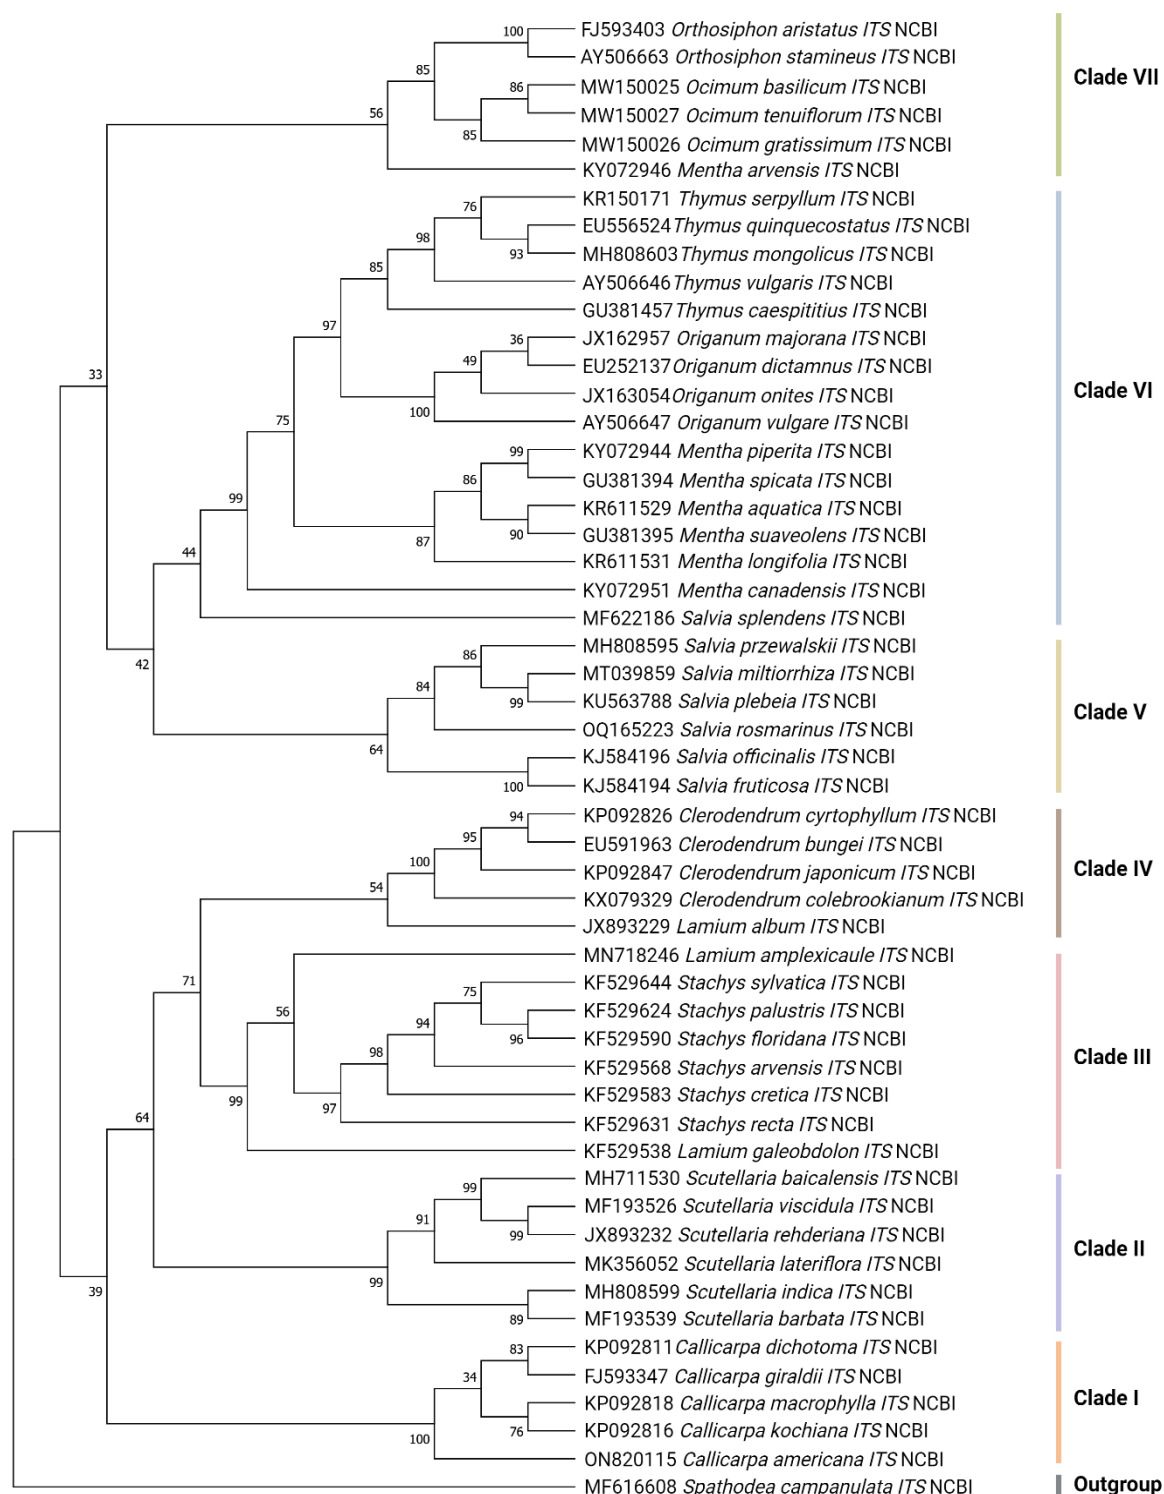 100 FJ593403 Orthosiphon aristatus ITS NCBI
AY506663 Orthosiphon stamineus ITS NCBI
85
Clade VII
86 MW150025 Ocimum basilicum ITS NCBI
56
MW150027 Ocimum tenuiflorum ITS NCBI
85
MW150026 Ocimum gratissimum ITS NCBI
KY072946 Mentha arvensis ITS NCBI
76 KR150171 Thymus serpyllum ITS NCBI
EU556524 Thymus quinquecostatus ITS NCBI
98
93 MH808603 Thymus mongolicus ITS NCBI
85
AY506646 Thymus vulgaris ITS NCBI
GU381457 Thymus caespititius ITS NCBI
97
36 JX162957 Origanum majorana ITS NCBI
49
EU252137 Origanum dictamnus ITS NCBI
33
Clade VI
JX163054 Origanum onites ITS NCBI
100
75
AY506647 Origanum vulgare ITS NCBI
99 KY072944 Mentha piperita ITS NCBI
86
GU381394 Mentha spicata ITS NCBI
99
KR611529 Mentha aquatica ITS NCBI
90 GU381395 Mentha suaveolens ITS NCBI
87
44
KR611531 Mentha longifolia ITS NCBI
KY072951 Mentha canadensis ITS NCBI
MF622186 Salvia splendens ITS NCBI
86 MH808595 Salvia przewalskii ITS NCBI
42
MT039859 Salvia miltiorrhiza ITS NCBI
84
99 KU563788 Salvia plebeia ITS NCBI
Clade V
OQ165223 Salvia rosmarinus ITS NCBI
64
KJ584196 Salvia officinalis ITS NCBI
100 KJ584194 Salvia fruticosa ITS NCBI
94 KP092826 Clerodendrum cyrtophyllum ITS NCBI
95
EU591963 Clerodendrum bungei ITS NCBI
100
Clade IV
KP092847 Clerodendrum japonicum ITS NCBI
54
KX079329 Clerodendrum colebrookianum ITS NCBI
JX893229 Lamium album ITS NCBI
MN718246 Lamium amplexicaule ITS NCBI
71
KF529644 Stachys sylvatica ITS NCBI
75
56
KF529624 Stachys palustris ITS NCBI
94
96 KF529590 Stachys floridana ITS NCBI
98
Clade III
KF529568 Stachys arvensis ITS NCBI
KF529583 Stachys cretica ITS NCBI
99
97
64
KF529631 Stachys recta ITS NCBI
KF529538 Lamium galeobdolon ITS NCBI
MH711530 Scutellaria baicalensis ITS NCBI
99
MF193526 Scutellaria viscidula ITS NCBI
91
99 JX893232 Scutellaria rehderiana ITS NCBI
Clade II
MK356052 Scutellaria lateriflora ITS NCBI
99
39
MH808599 Scutellaria indica ITS NCBI
89 MF193539 Scutellaria barbata ITS NCBI
83 KP092811 Callicarpa dichotoma ITS NCBI
34
FJ593347 Callicarpa giraldii ITS NCBI
Clade I
KP092818 Callicarpa macrophylla ITS NCBI
76 KP092816 Callicarpa kochiana ITS NCBI
100
ON820115 Callicarpa americana ITS NCBI
MF616608 Spathodea campanulata ITS NCBI
Outgroup